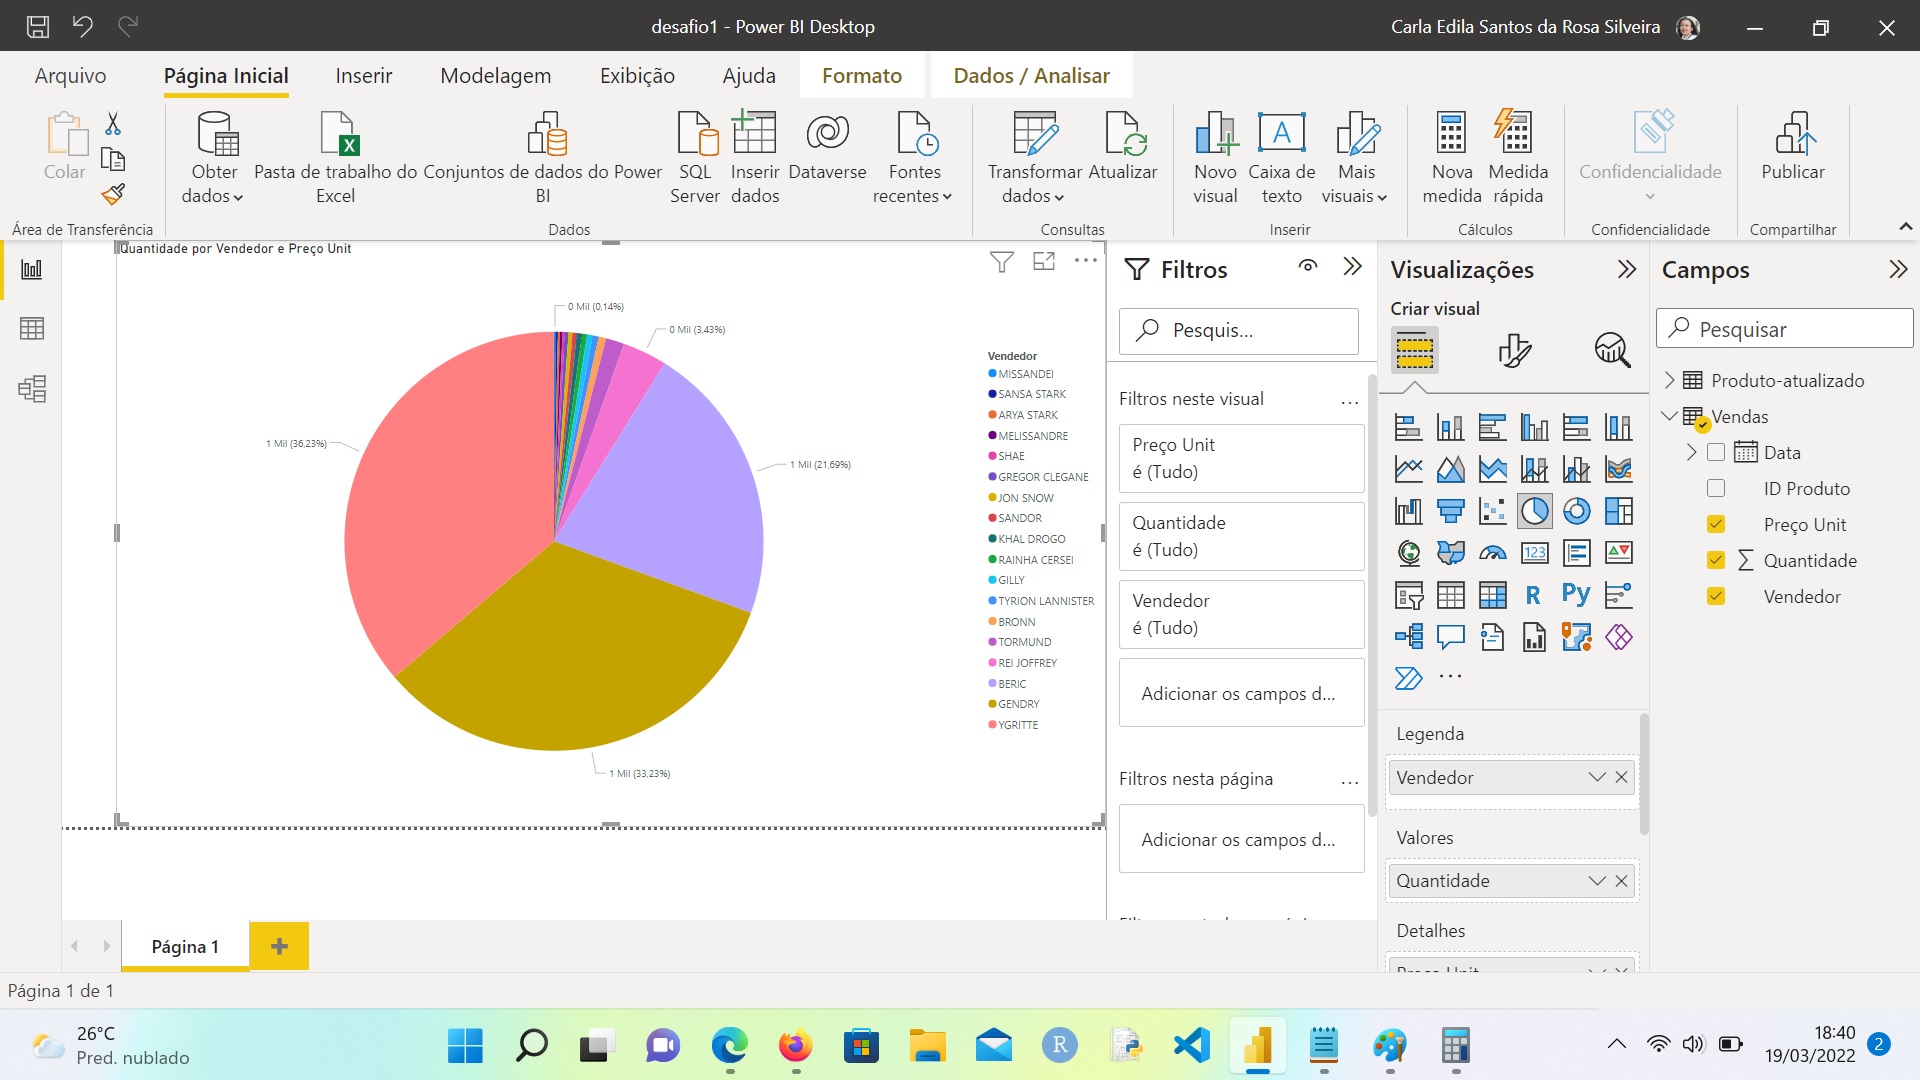 desafio1 - Power BI Desktop
Carla Edila Santos da Rosa Silveira
Arquivo
Página Inicial
Inserir
Modelagem
Exibição
Ajuda
Formato
Dados / Analisar
Colar
Obter dados
Pasta de trabalho do Excel
Conjuntos de dados do Power BI
SQL Server
Inserir dados
Dataverse
Fontes recentes
Transformar dados
Atualizar
Novo visual
Caixa de texto
Mais visuais
Nova medida
Medida rápida
Confidencialidade
Publicar
Área de Transferência
Dados
Consultas
Inserir
Cálculos
Confidencialidade
Compartilhar
Quantidade por Vendedor e Preço Unit
0 Mil (0,14%)
0 Mil (3,43%)
1 Mil (36,23%)
1 Mil (21,69%)
1 Mil (33,23%)
Vendedor
MISSANDEI
SANSA STARK
ARYA STARK
MELISSANDRE
SHAE
GREGOR CLEGANE
JON SNOW
SANDOR
KHAL DROGO
RAINHA CERSEI
GILLY
TYRION LANNISTER
BRONN
TORMUND
REI JOFFREY
BERIC
GENDRY
YGRITTE
Filtros
Pesquis...
Filtros neste visual
...
Preço Unit
é (Tudo)
Quantidade
é (Tudo)
Vendedor
é (Tudo)
Adicionar os campos d...
Filtros nesta página
...
Adicionar os campos d...
Visualizações
Criar visual
123
R
Py
...
Legenda
Vendedor
Valores
Quantidade
Detalhes
Campos
Pesquisar
Produto-atualizado
Vendas
Data
ID Produto
Preço Unit
Quantidade
Vendedor
Página 1
Página 1 de 1
26°C
Pred. nublado
18:40
19/03/2022
2